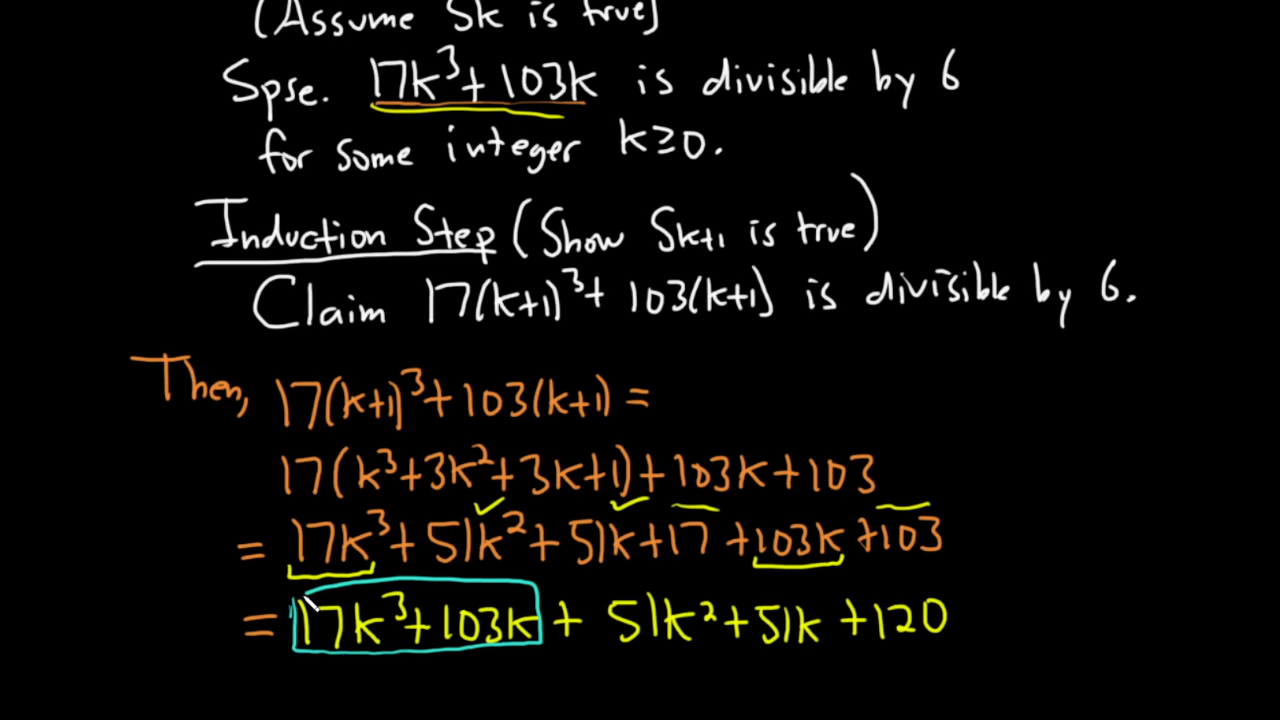 (Assume Sk is true)
Spse. 17k³+103k is divisible by 6
for some integer k≥0.
Induction Step (Show Sk+1 is true)
Claim 17(k+1)³+ 103(k+1) is divisible by 6.
Then, 17(k+1)³+103(k+1) =
17(k³+3k²+3k+1)+103k+103
= 17k³+51k²+51k+17+103k+103
= 17k³+103k + 51k²+51k+120